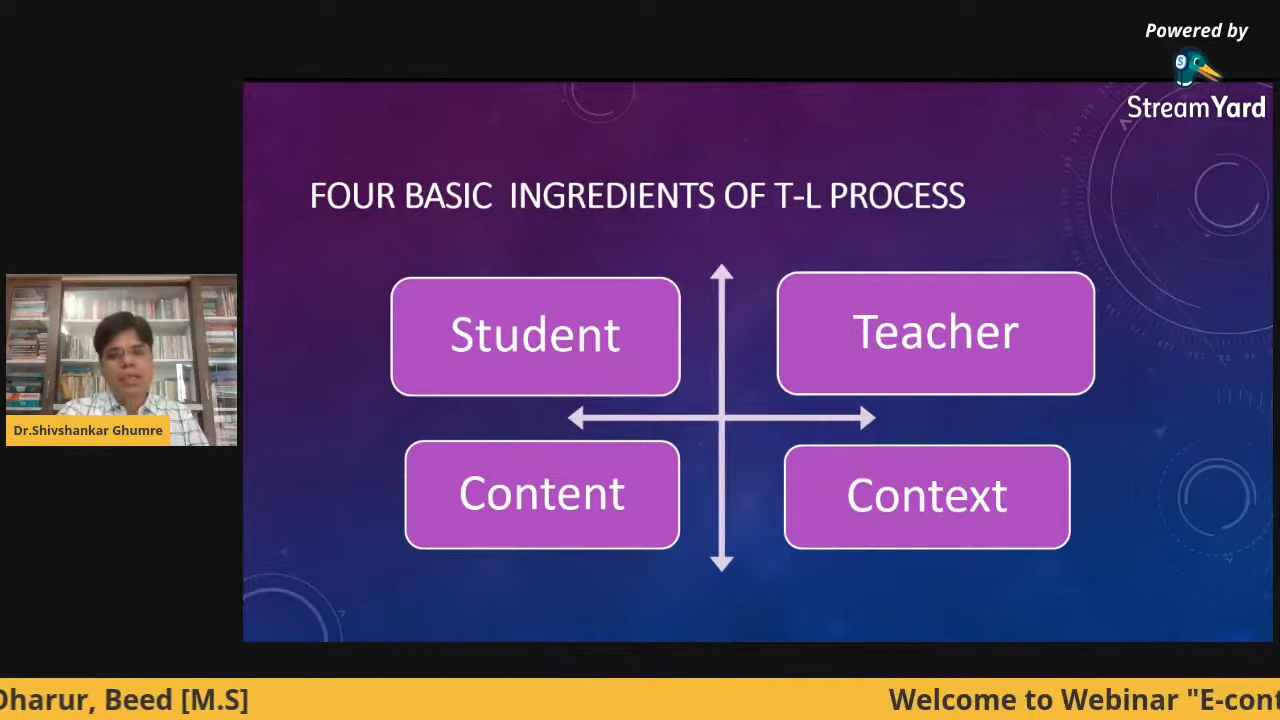 Powered by
StreamYard
FOUR BASIC INGREDIENTS OF T-L PROCESS
Student
Teacher
Content
Context
Dr.Shivshankar Ghumre
Dharur, Beed [M.S]
Welcome to Webinar "E-cont